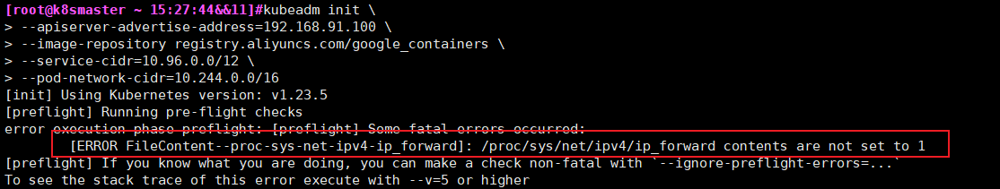 [root@k8smaster ~ 15:27:44&&11]#kubeadm init \
> --apiserver-advertise-address=192.168.91.100 \
> --image-repository registry.aliyuncs.com/google_containers \
> --service-cidr=10.96.0.0/12 \
> --pod-network-cidr=10.244.0.0/16
[init] Using Kubernetes version: v1.23.5
[preflight] Running pre-flight checks
error execution phase preflight: [preflight] Some fatal errors occurred:
[ERROR FileContent--proc-sys-net-ipv4-ip_forward]: /proc/sys/net/ipv4/ip_forward contents are not set to 1
[preflight] If you know what you are doing, you can make a check non-fatal with `--ignore-preflight-errors=...`
To see the stack trace of this error execute with --v=5 or higher